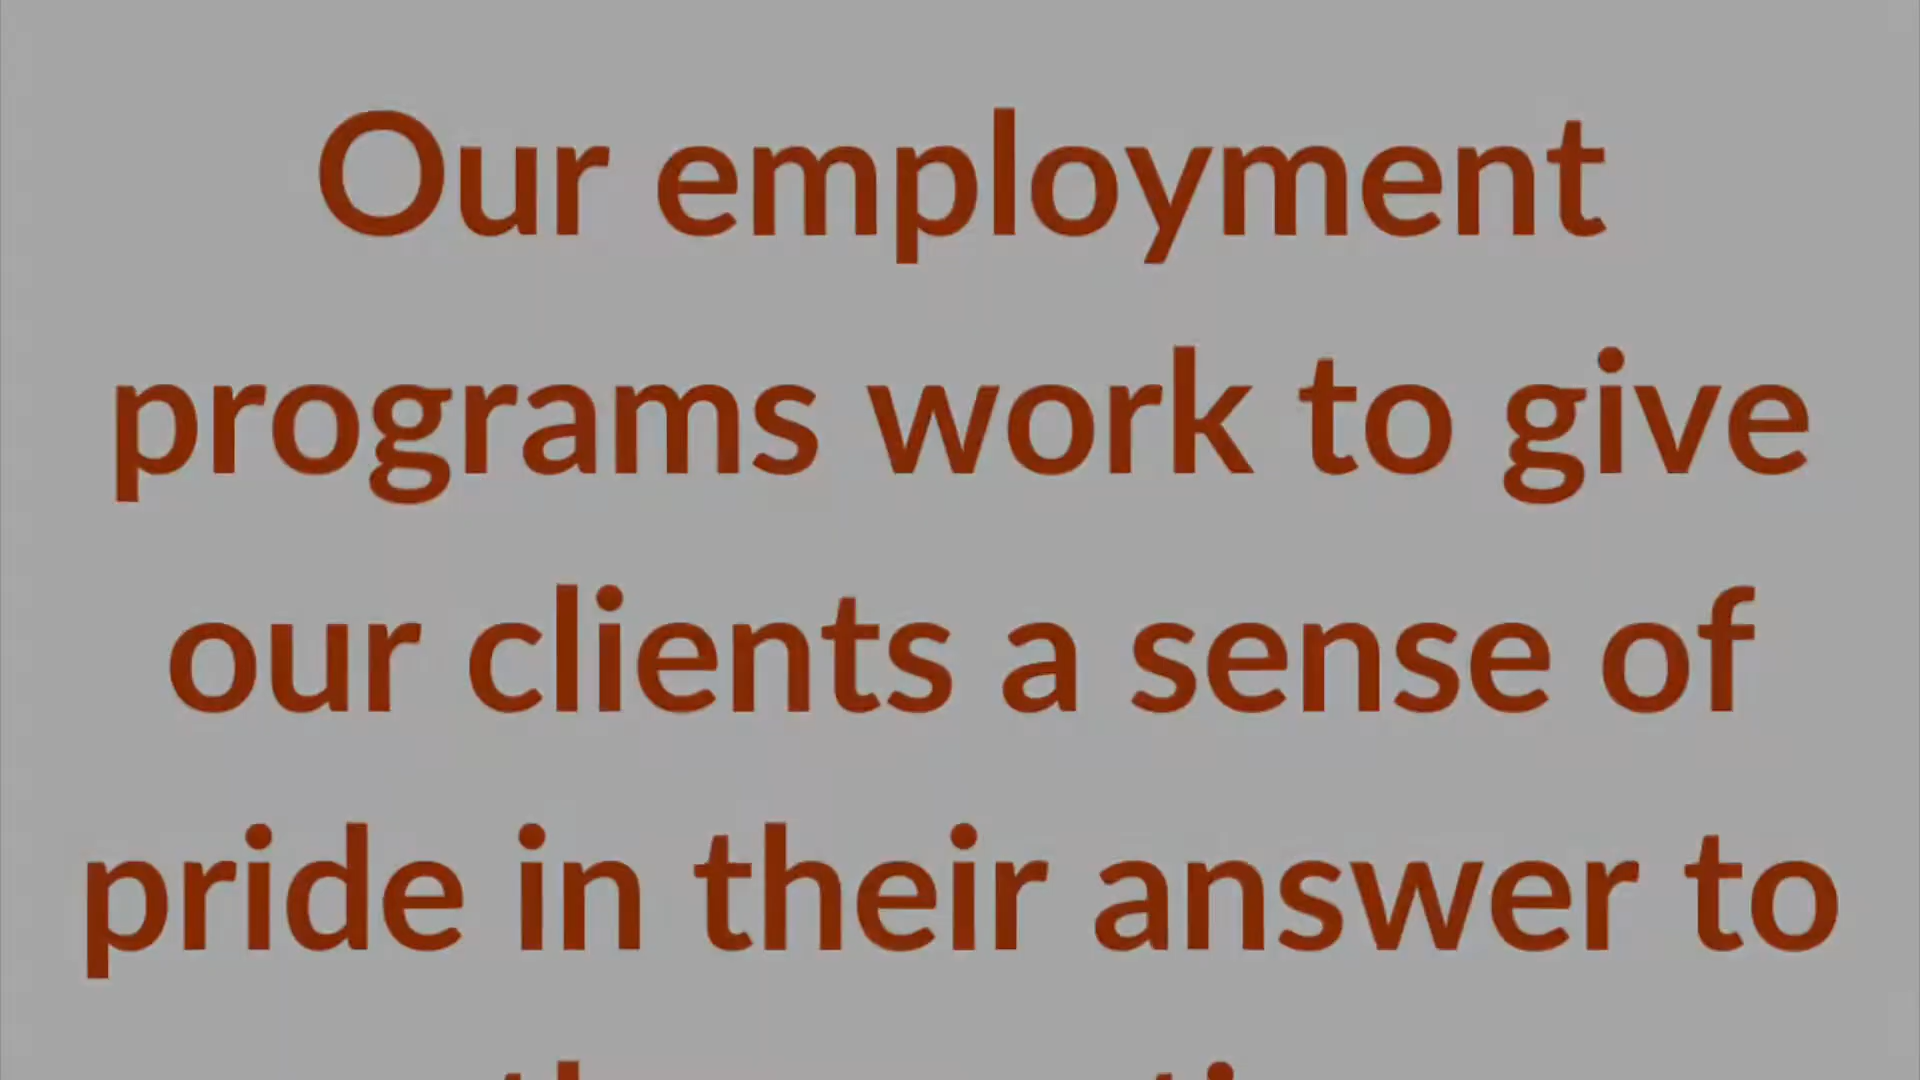 Our employment
programs work to give
our clients a sense of
pride in their answer to